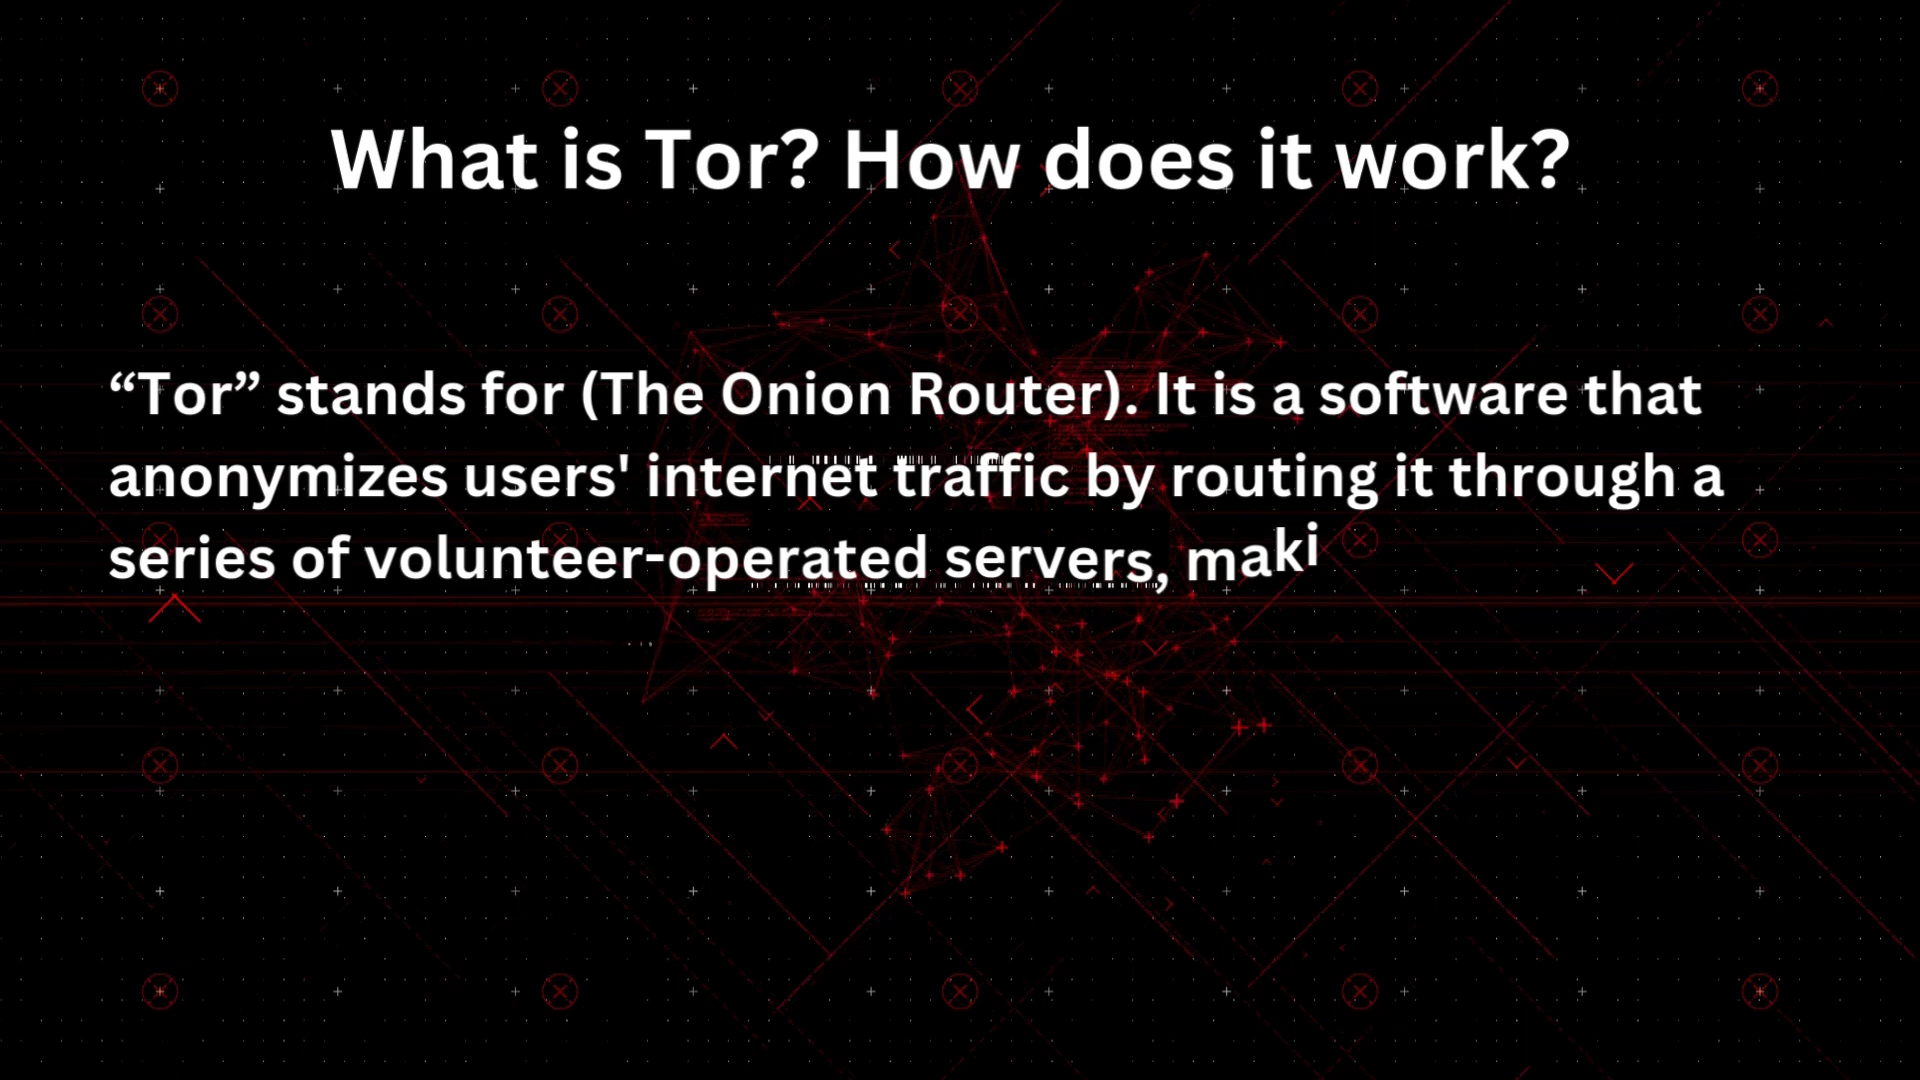 What is Tor? How does it work?
“Tor” stands for (The Onion Router). It is a software that
anonymizes users' internet traffic by routing it through a
series of volunteer-operated servers, maki